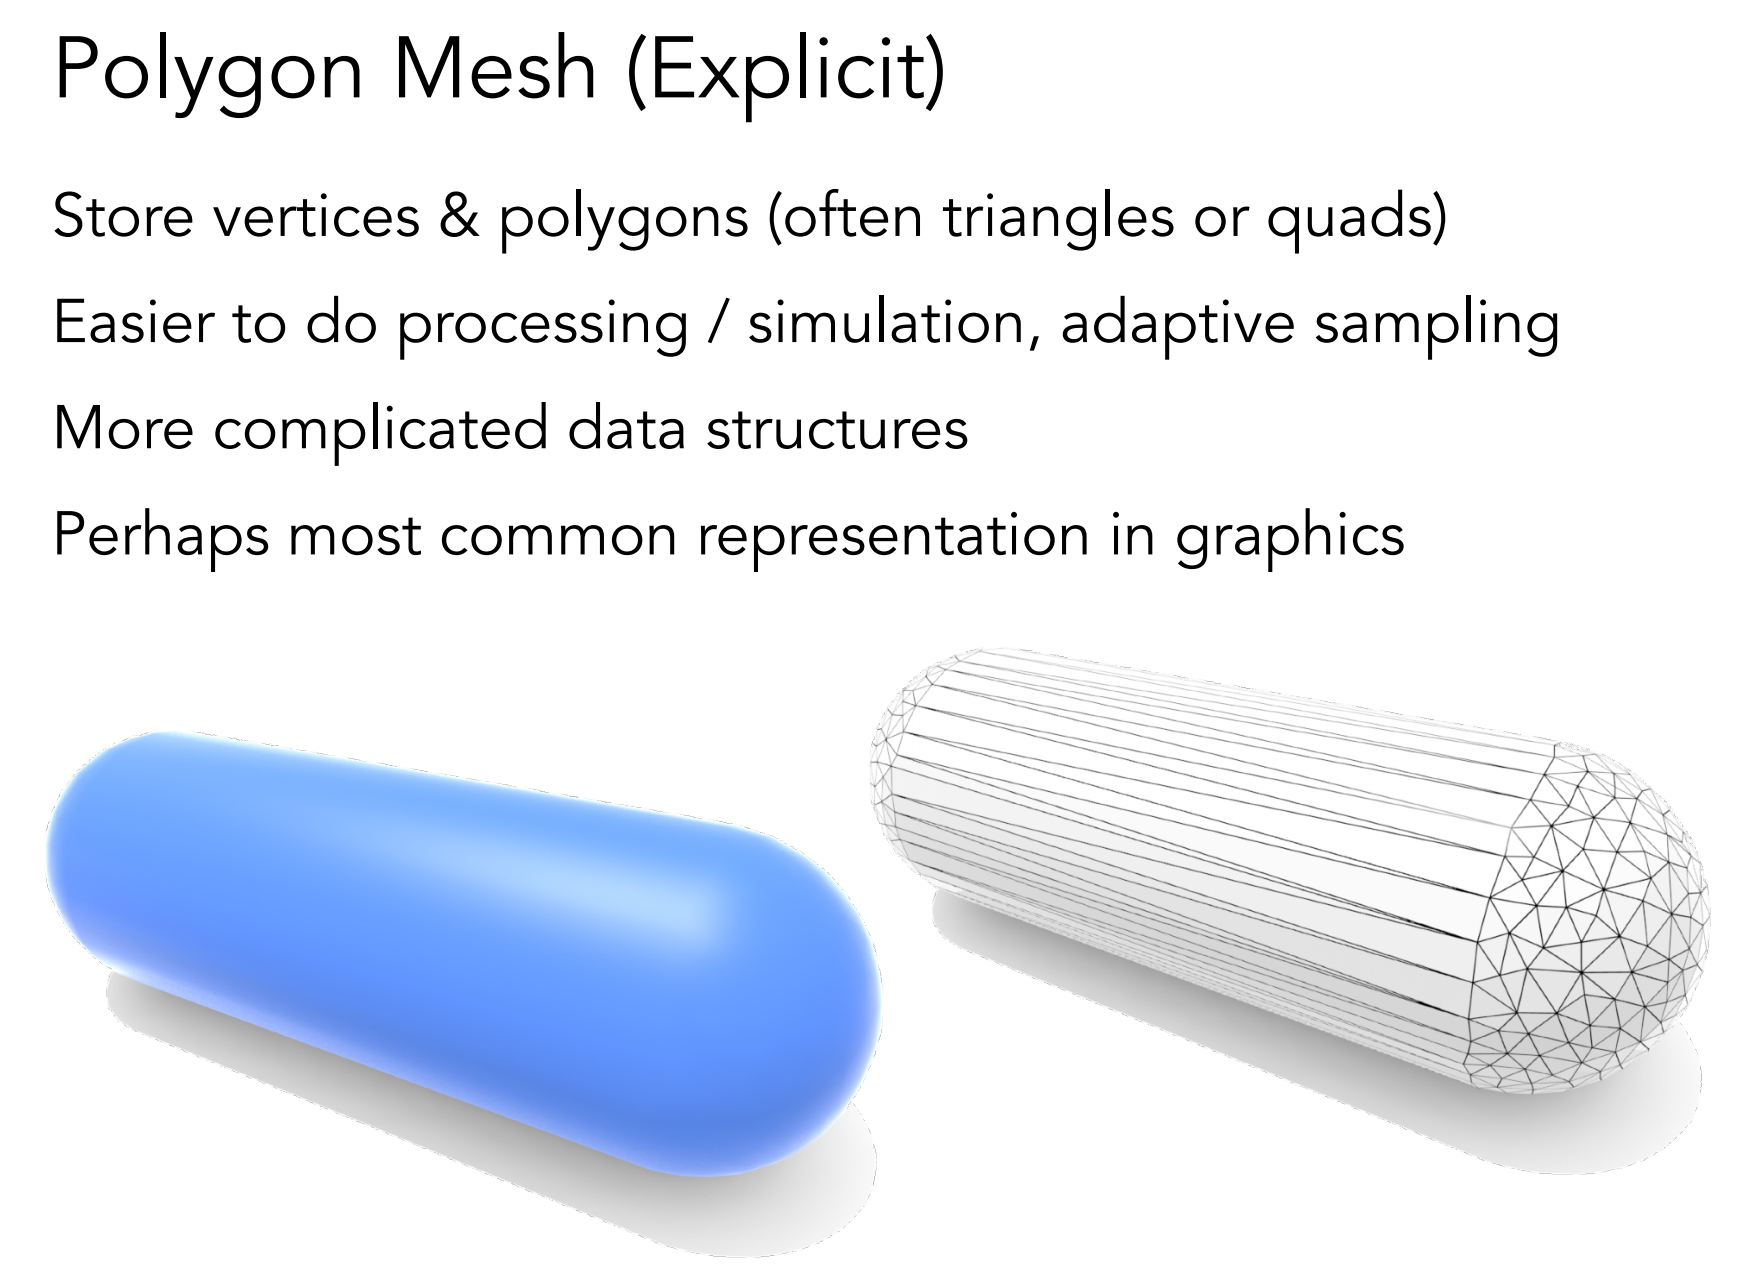 Polygon Mesh (Explicit)
Store vertices & polygons (often triangles or quads)
Easier to do processing / simulation, adaptive sampling
More complicated data structures
Perhaps most common representation in graphics